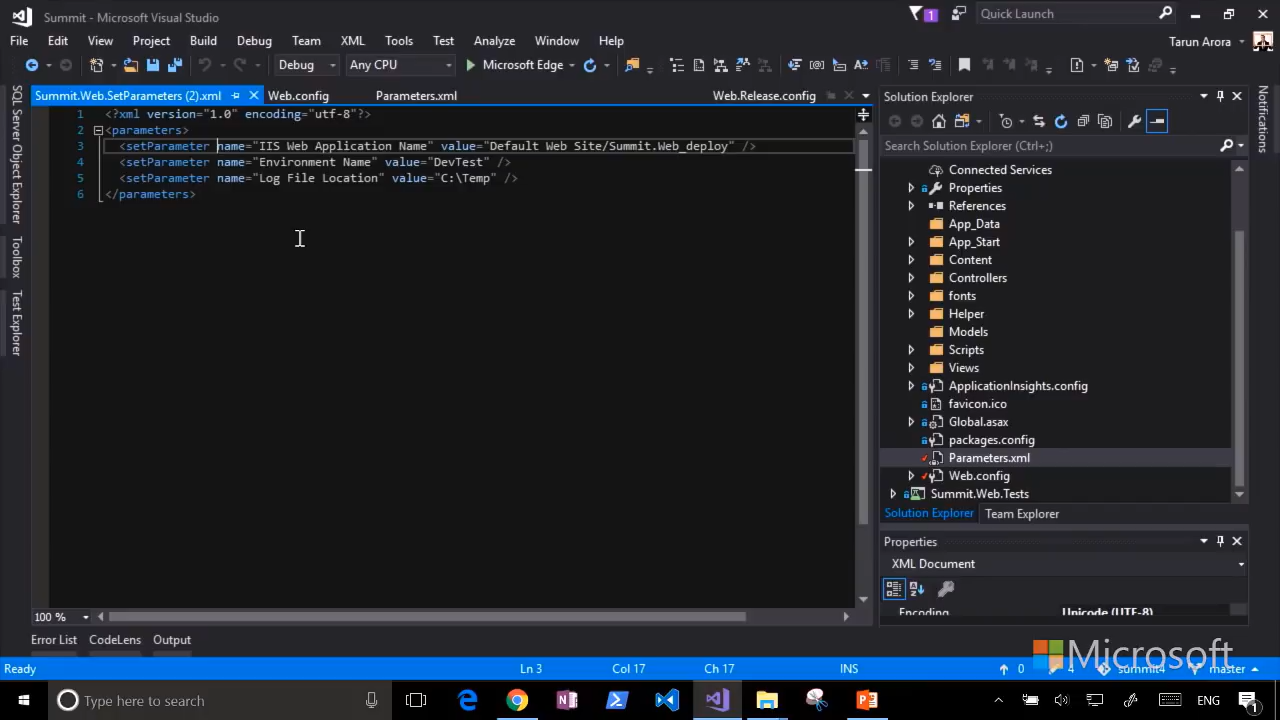 Summit - Microsoft Visual Studio
1
Quick Launch
File Edit View Project Build Debug Team XML Tools Test Analyze Window Help
Tarun Arora
Debug Any CPU Microsoft Edge
SQL Server Object Explorer
Toolbox
Test Explorer
Summit.Web.SetParameters (2).xml Web.config Parameters.xml Web.Release.config
1 <?xml version="1.0" encoding="utf-8"?>
2 <parameters>
3 <setParameter name="IIS Web Application Name" value="Default Web Site/Summit.Web_deploy" />
4 <setParameter name="Environment Name" value="DevTest" />
5 <setParameter name="Log File Location" value="C:\Temp" />
6 </parameters>
100 %
Solution Explorer
Search Solution Explorer (Ctrl+;)
Connected Services
Properties
References
App_Data
App_Start
Content
Controllers
fonts
Helper
Models
Scripts
Views
ApplicationInsights.config
favicon.ico
Global.asax
packages.config
Parameters.xml
Web.config
Summit.Web.Tests
Solution Explorer Team Explorer
Properties
XML Document
Encoding Unicode (UTF-8)
Notifications
Error List CodeLens Output
Microsoft
Ready Ln 3 Col 17 Ch 17 INS 0 4 summit4 master
Type here to search
ENG
1